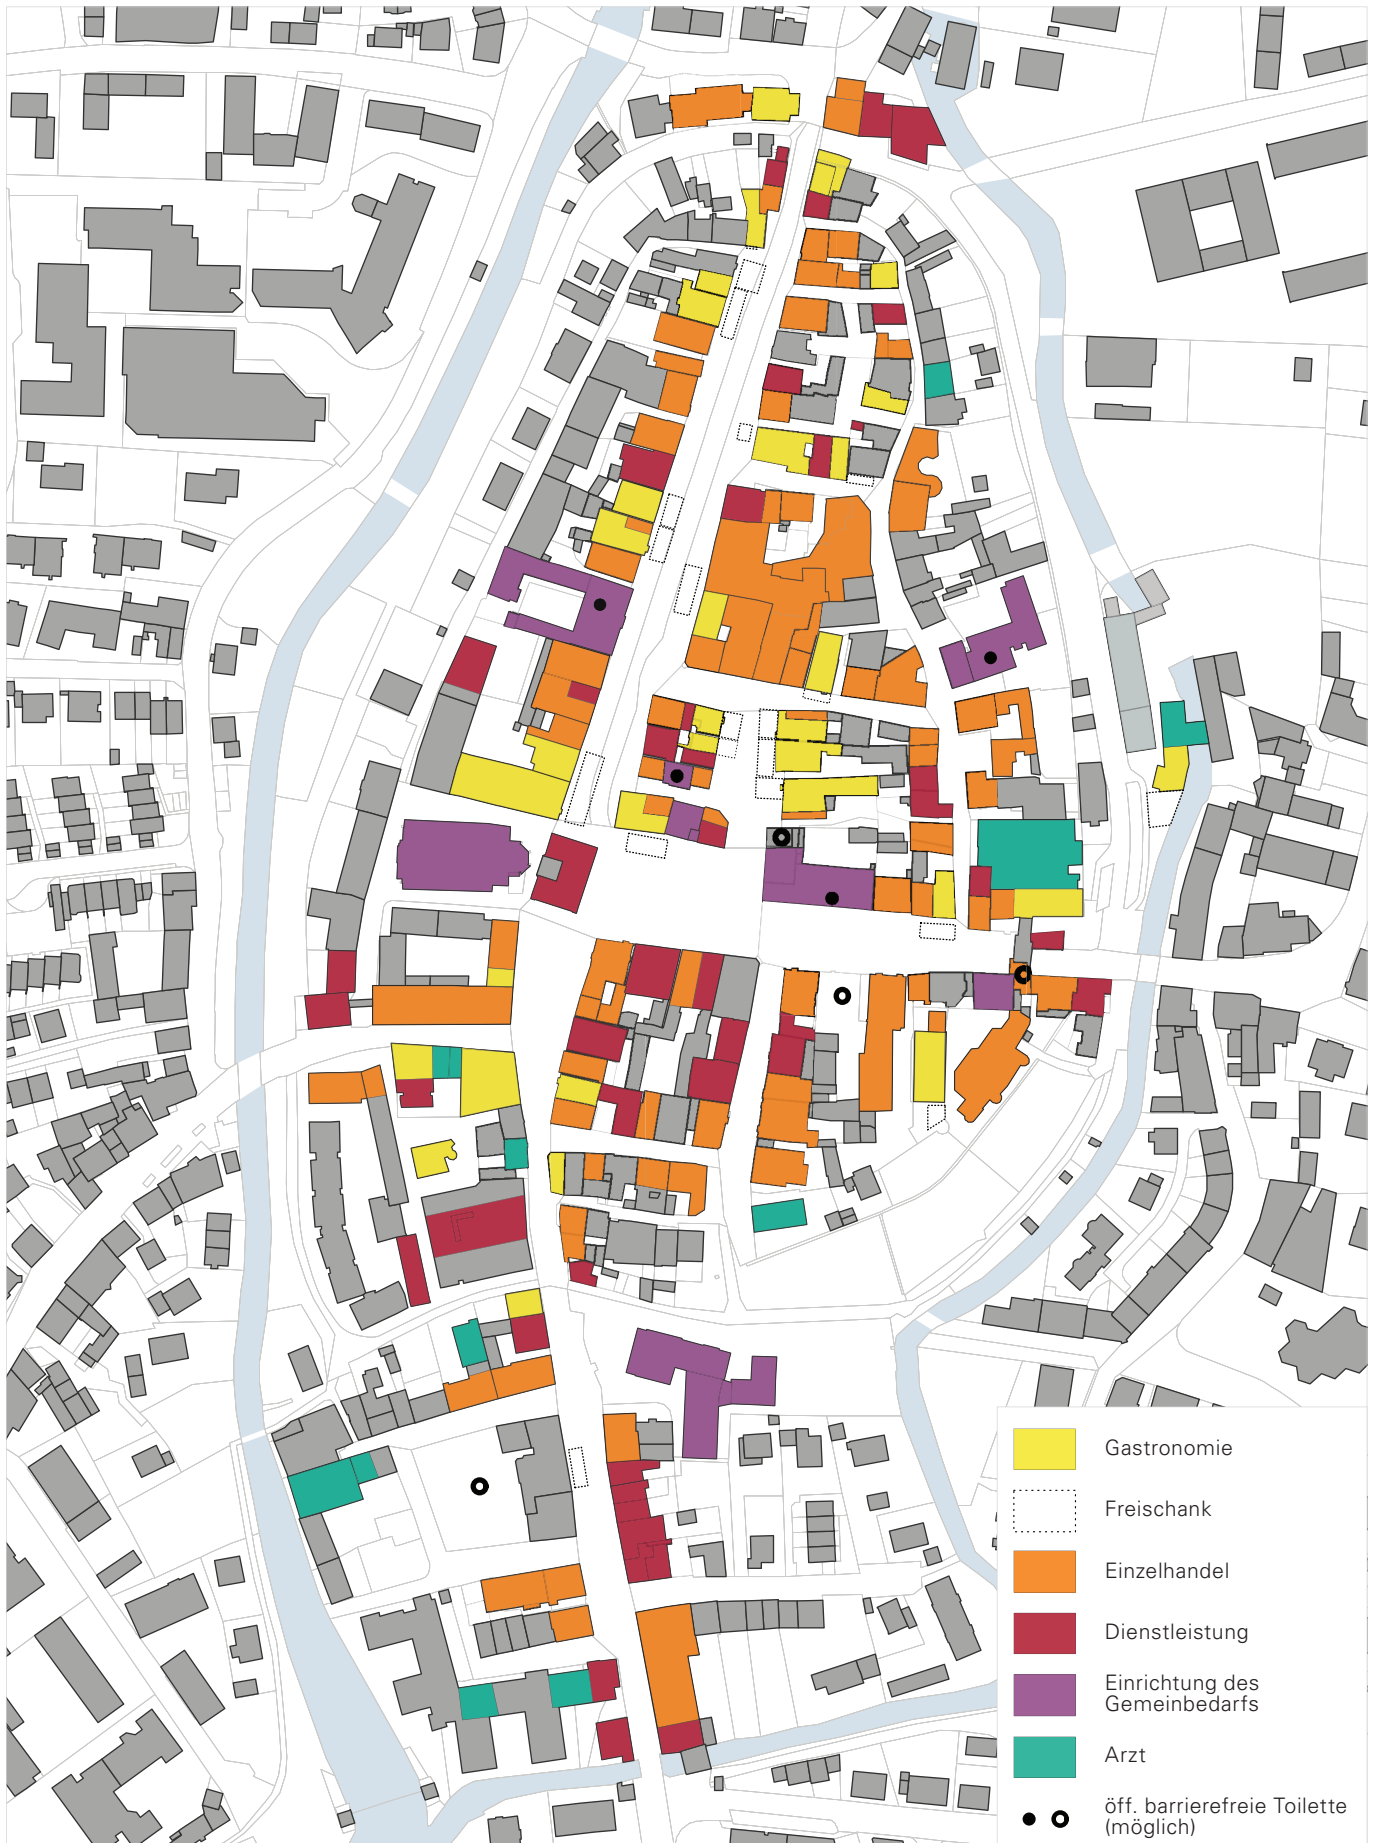 Gastronomie
Freischank
Einzelhandel
Dienstleistung
Einrichtung des
Gemeinbedarfs
Arzt
öff. barrierefreie Toilette
(möglich)